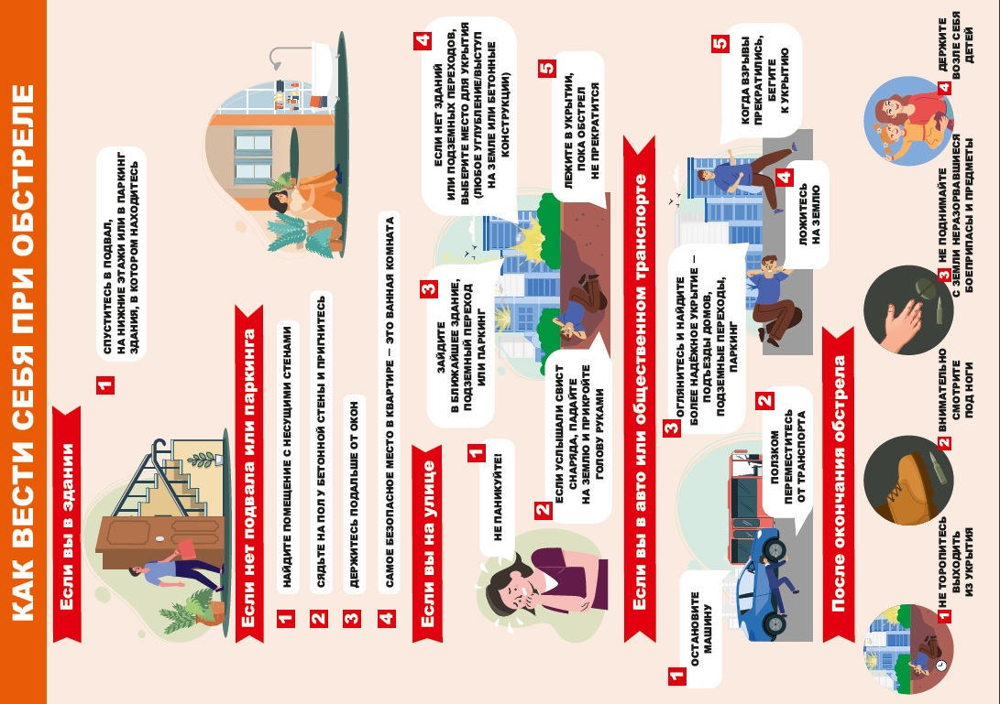 КАК ВЕСТИ СЕБЯ ПРИ ОБСТРЕЛЕ
Если вы в здании
1
СПУСТИТЕСЬ В ПОДВАЛ,
НА НИЖНИЕ ЭТАЖИ ИЛИ В ПАРКИНГ
ЗДАНИЯ, В КОТОРОМ НАХОДИТЕСЬ
Если нет подвала или паркинга
1 НАЙДИТЕ ПОМЕЩЕНИЕ С НЕСУЩИМИ СТЕНАМИ
2 СЯДЬТЕ НА ПОЛ У БЕТОННОЙ СТЕНЫ И ПРИГНИТЕСЬ
3 ДЕРЖИТЕСЬ ПОДАЛЬШЕ ОТ ОКОН
4 САМОЕ БЕЗОПАСНОЕ МЕСТО В КВАРТИРЕ – ЭТО ВАННАЯ КОМНАТА
Если вы на улице
1
НЕ ПАНИКУЙТЕ!
2
ЕСЛИ УСЛЫШАЛИ СВИСТ
СНАРЯДА, ПАДАЙТЕ
НА ЗЕМЛЮ И ПРИКРОЙТЕ
ГОЛОВУ РУКАМИ
3
ЗАЙДИТЕ
В БЛИЖАЙШЕЕ ЗДАНИЕ,
ПОДЗЕМНЫЙ ПЕРЕХОД
ИЛИ ПАРКИНГ
4
ЕСЛИ НЕТ ЗДАНИЙ
ИЛИ ПОДЗЕМНЫХ ПЕРЕХОДОВ,
ВЫБЕРИТЕ МЕСТО ДЛЯ УКРЫТИЯ
(ЛЮБОЕ УГЛУБЛЕНИЕ/ВЫСТУП
НА ЗЕМЛЕ ИЛИ БЕТОННЫЕ
КОНСТРУКЦИИ)
5
ЛЕЖИТЕ В УКРЫТИИ,
ПОКА ОБСТРЕЛ
НЕ ПРЕКРАТИТСЯ
Если вы в авто или общественном транспорте
1
ОСТАНОВИТЕ
МАШИНУ
2
ПОЛЗКОМ
ПЕРЕМЕСТИТЕСЬ
ОТ ТРАНСПОРТА
3
ОГЛЯНИТЕСЬ И НАЙДИТЕ
БОЛЕЕ НАДЁЖНОЕ УКРЫТИЕ –
ПОДЪЕЗДЫ ДОМОВ,
ПОДЗЕМНЫЕ ПЕРЕХОДЫ,
ПАРКИНГ
4
ЛОЖИТЕСЬ
НА ЗЕМЛЮ
5
КОГДА ВЗРЫВЫ
ПРЕКРАТИЛИСЬ,
БЕГИТЕ
К УКРЫТИЮ
После окончания обстрела
1 НЕ ТОРОПИТЕСЬ
ВЫХОДИТЬ
ИЗ УКРЫТИЯ
2 ВНИМАТЕЛЬНО
СМОТРИТЕ
ПОД НОГИ
3 НЕ ПОДНИМАЙТЕ
С ЗЕМЛИ НЕРАЗОРВАВШИЕСЯ
БОЕПРИПАСЫ И ПРЕДМЕТЫ
4 ДЕРЖИТЕ
ВОЗЛЕ СЕБЯ
ДЕТЕЙ